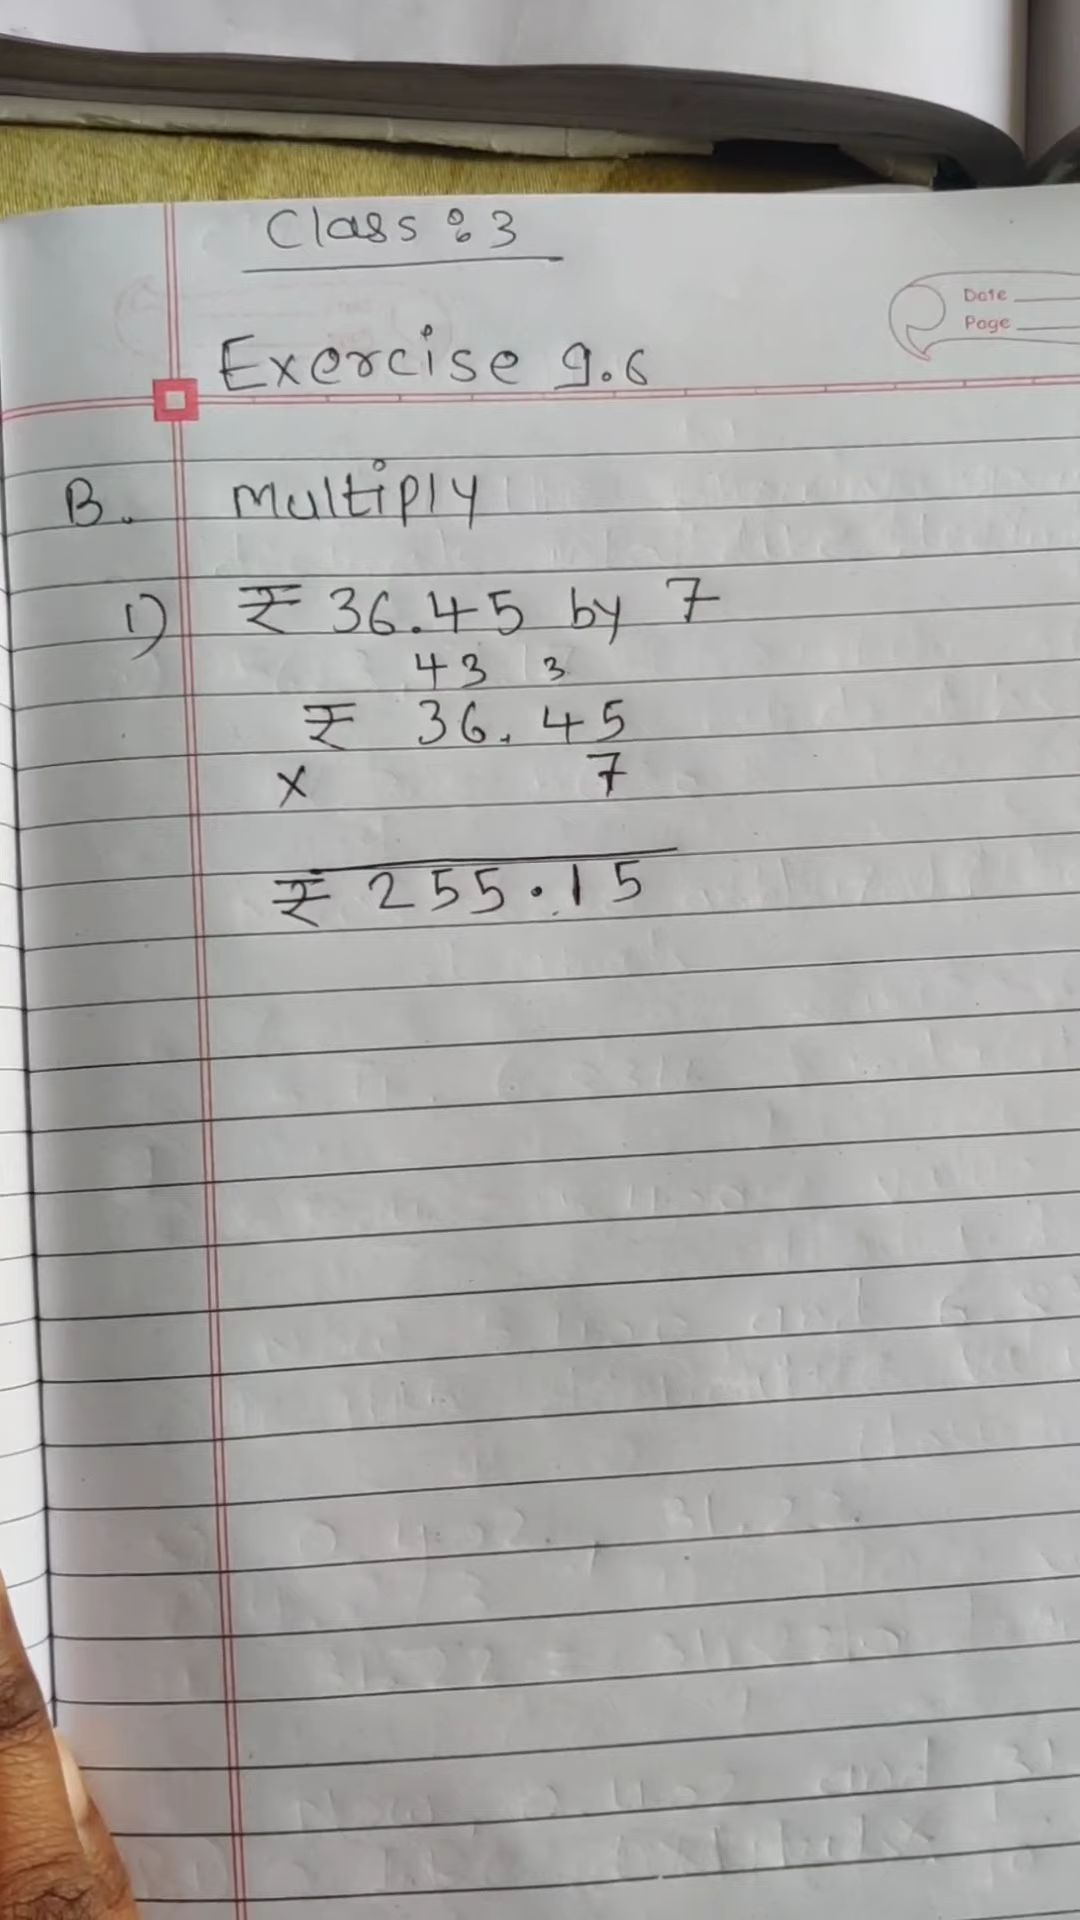 Class : 3
Date
Page
Exercise 9.6
B. Multiply
1) ₹ 36.45 by 7
43 3
₹ 36.45
× 7
₹ 255.15